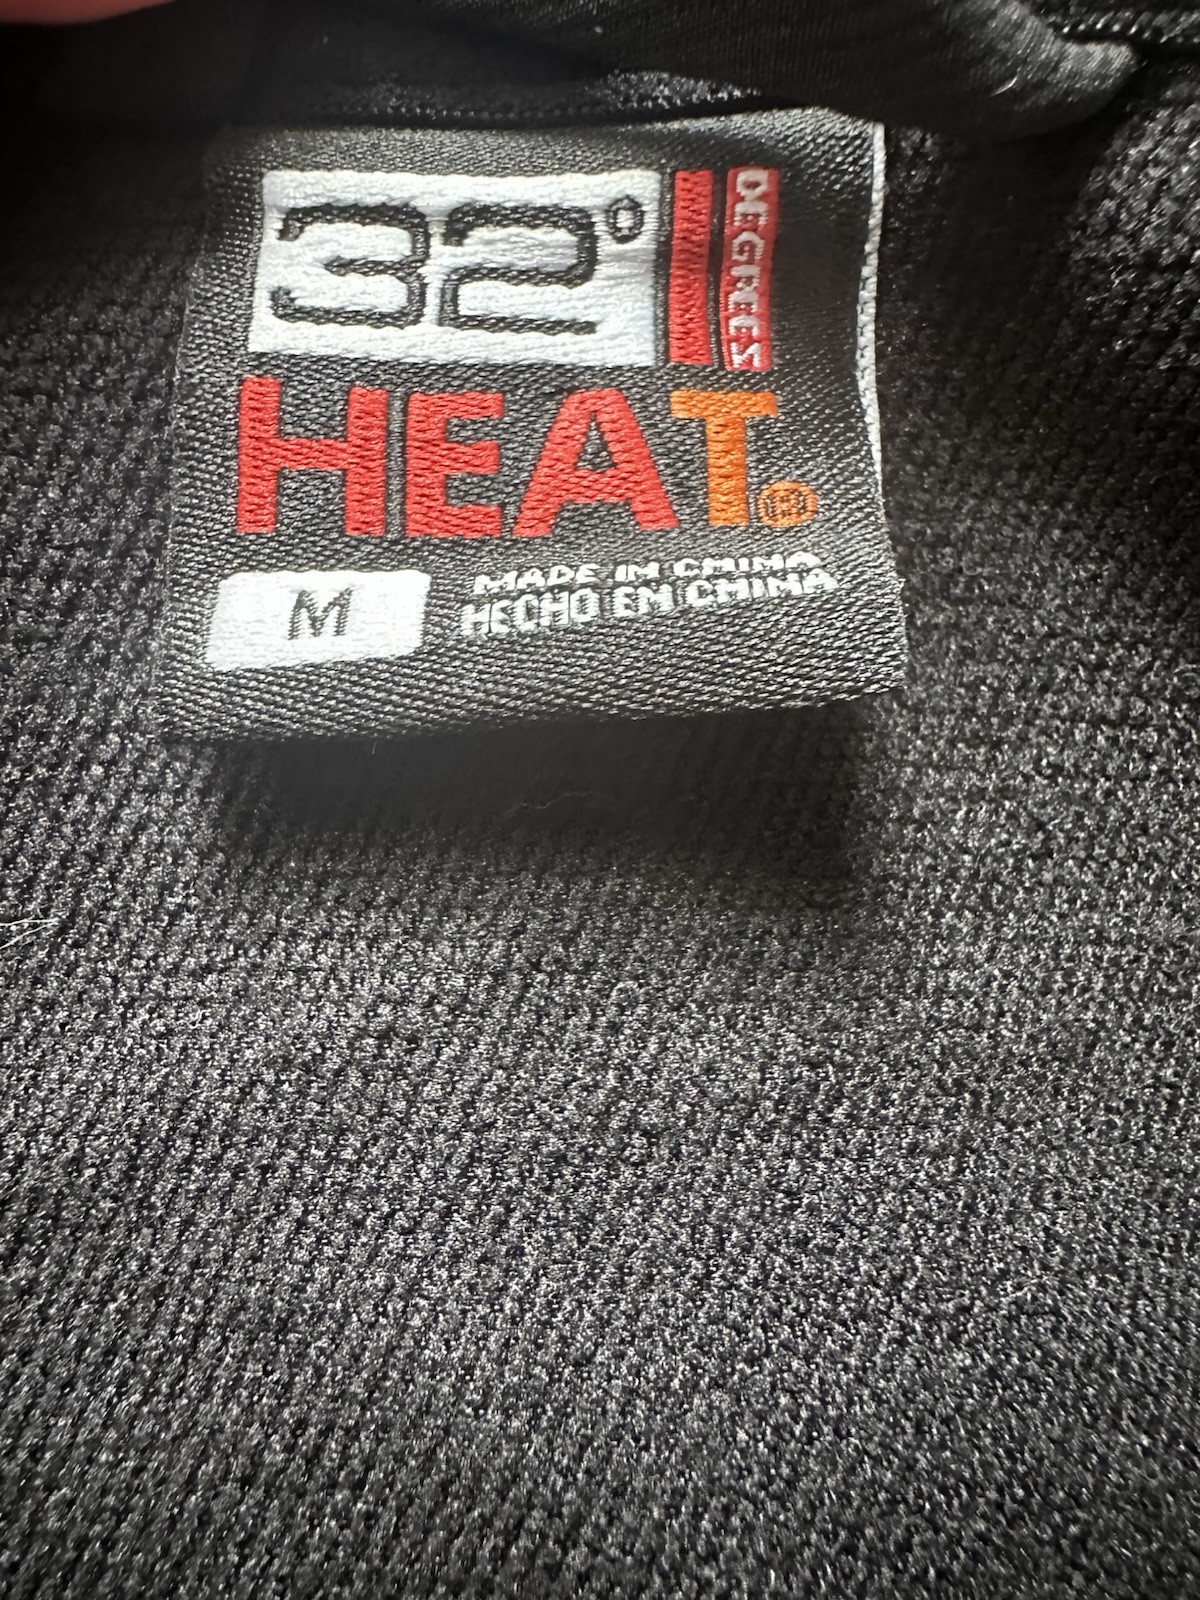 32°
DEGREES
HEAT®
M
MADE IN CHINA
HECHO EN CHINA